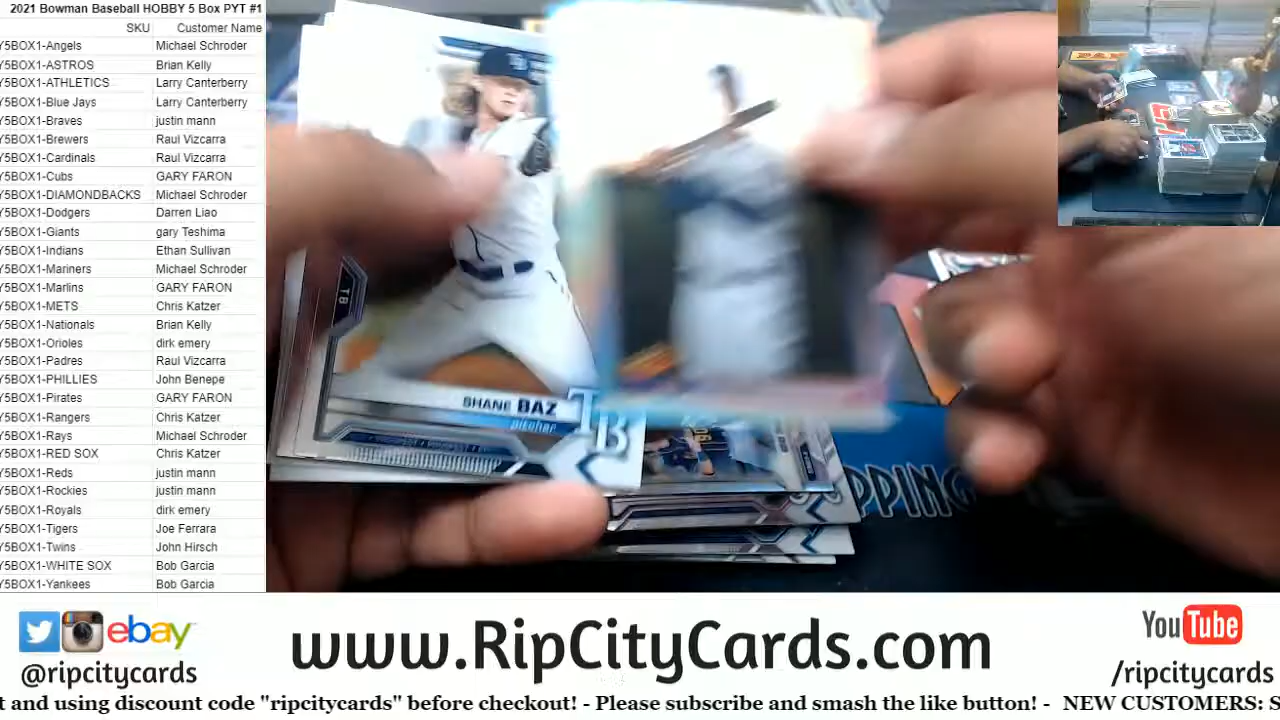 2021 Bowman Baseball HOBBY 5 Box PYT #1
SKU Customer Name
Y5BOX1-Angels Michael Schroder
Y5BOX1-ASTROS Brian Kelly
Y5BOX1-ATHLETICS Larry Canterberry
Y5BOX1-Blue Jays Larry Canterberry
Y5BOX1-Braves justin mann
Y5BOX1-Brewers Raul Vizcarra
Y5BOX1-Cardinals Raul Vizcarra
Y5BOX1-Cubs GARY FARON
Y5BOX1-DIAMONDBACKS Michael Schroder
Y5BOX1-Dodgers Darren Liao
Y5BOX1-Giants gary Teshima
Y5BOX1-Indians Ethan Sullivan
Y5BOX1-Mariners Michael Schroder
Y5BOX1-Marlins GARY FARON
Y5BOX1-METS Chris Katzer
Y5BOX1-Nationals Brian Kelly
Y5BOX1-Orioles dirk emery
Y5BOX1-Padres Raul Vizcarra
Y5BOX1-PHILLIES John Benepe
Y5BOX1-Pirates GARY FARON
Y5BOX1-Rangers Chris Katzer
Y5BOX1-Rays Michael Schroder
Y5BOX1-RED SOX Chris Katzer
Y5BOX1-Reds justin mann
Y5BOX1-Rockies justin mann
Y5BOX1-Royals dirk emery
Y5BOX1-Tigers Joe Ferrara
Y5BOX1-Twins John Hirsch
Y5BOX1-WHITE SOX Bob Garcia
Y5BOX1-Yankees Bob Garcia
TB
TB
SHANE BAZ
pitcher
TB
PPING
ebay
@ripcitycards
www.RipCityCards.com
YouTube
/ripcitycards
t and using discount code "ripcitycards" before checkout! - Please subscribe and smash the like button! - NEW CUSTOMERS: S